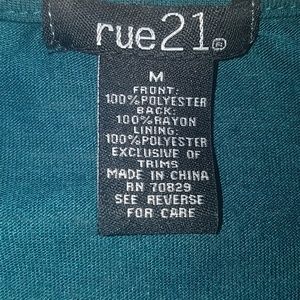 rue21®
M
FRONT:
100%POLYESTER
BACK:
100%RAYON
LINING:
100%POLYESTER
EXCLUSIVE OF
TRIMS
MADE IN CHINA
RN 70829
SEE REVERSE
FOR CARE